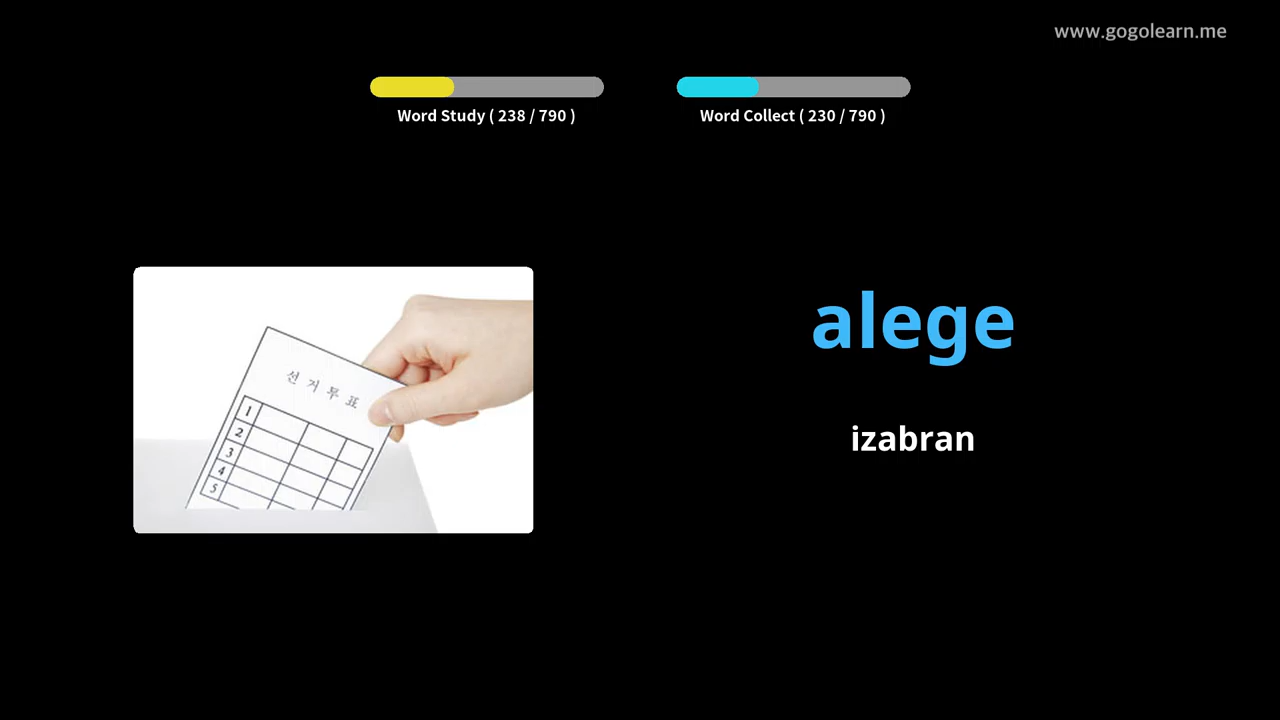 www.gogolearn.me
Word Study ( 238 / 790 )
Word Collect ( 230 / 790 )
선거투표
1
2
3
4
5
alege
izabran